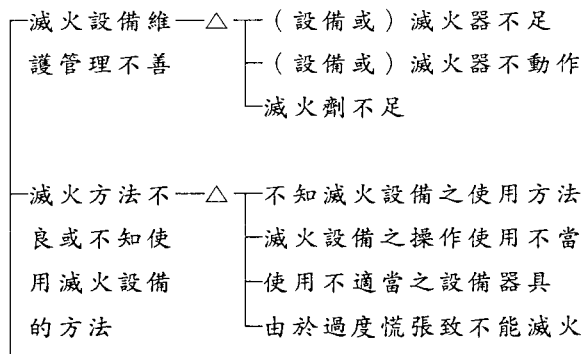 滅火設備維 △ （設備或）滅火器不足
護管理不善 （設備或）滅火器不動作
滅火劑不足
滅火方法不 △ 不知滅火設備之使用方法
良或不知使 滅火設備之操作使用不當
用滅火設備 使用不適當之設備器具
的方法 由於過度慌張致不能滅火